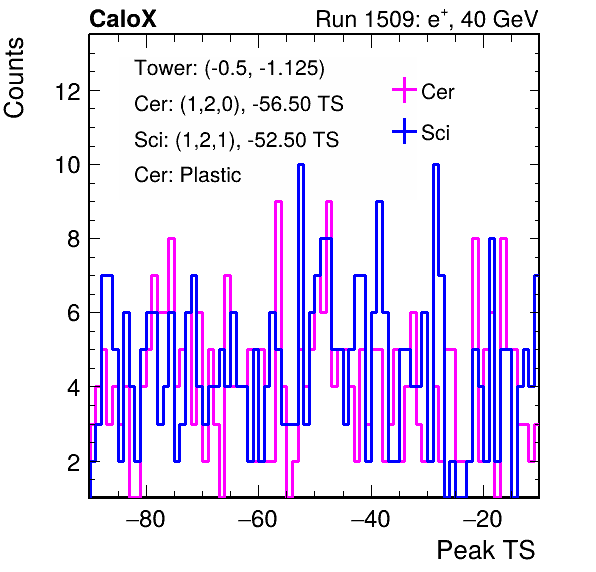 CaloX Run 1509: e⁺, 40 GeV
Counts
Tower: (-0.5, -1.125)
Cer: (1,2,0), -56.50 TS
Sci: (1,2,1), -52.50 TS
Cer: Plastic
Cer
Sci
12
10
8
6
4
2
−80 −60 −40 −20
Peak TS